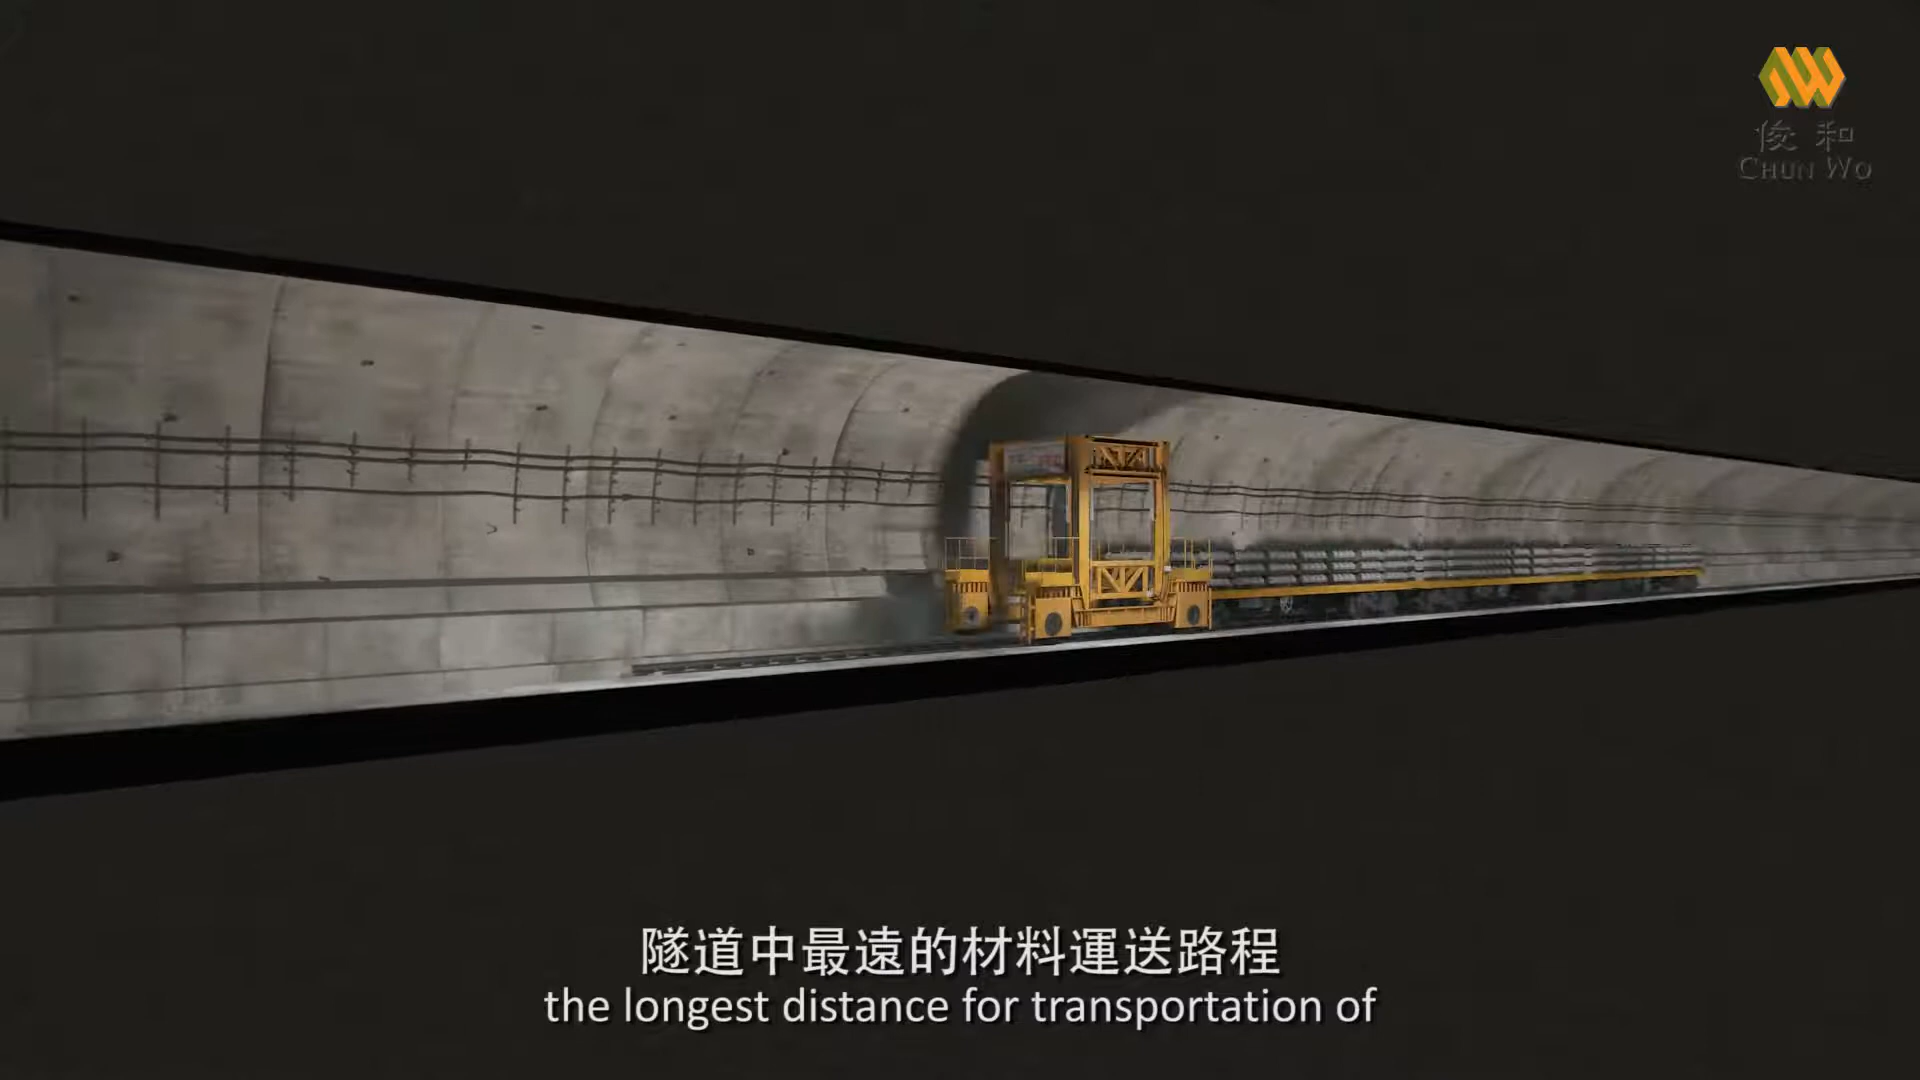 俊和
CHUN WO
隧道中最遠的材料運送路程
the longest distance for transportation of